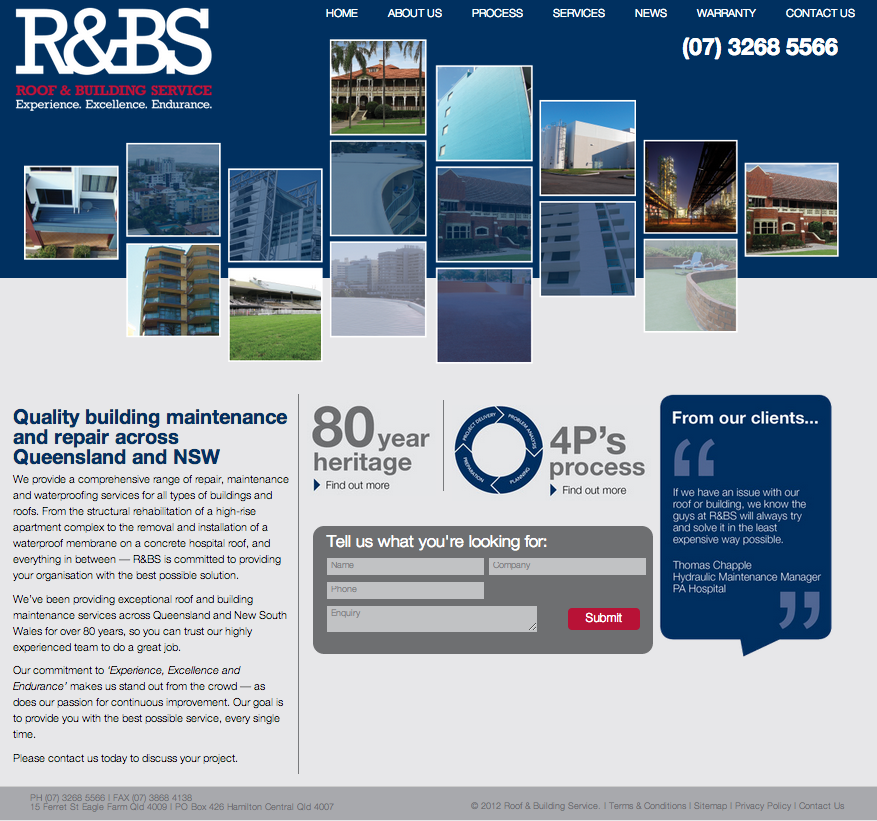 R&BS
ROOF & BUILDING SERVICE
Experience. Excellence. Endurance.
HOME ABOUT US PROCESS SERVICES NEWS WARRANTY CONTACT US
(07) 3268 5566
Quality building maintenance
and repair across
Queensland and NSW
We provide a comprehensive range of repair, maintenance
and waterproofing services for all types of buildings and
roofs. From the structural rehabilitation of a high-rise
apartment complex to the removal and installation of a
waterproof membrane on a concrete hospital roof, and
everything in between — R&BS is committed to providing
your organisation with the best possible solution.
We've been providing exceptional roof and building
maintenance services across Queensland and New South
Wales for over 80 years, so you can trust our highly
experienced team to do a great job.
Our commitment to 'Experience, Excellence and
Endurance' makes us stand out from the crowd — as
does our passion for continuous improvement. Our goal is
to provide you with the best possible service, every single
time.
Please contact us today to discuss your project.
80 year
heritage
Find out more
PROJECT DELIVERY
PROBLEM ANALYSIS
PLANNING
PREPARATION
4P's
process
Find out more
Tell us what you're looking for:
Name
Company
Phone
Enquiry
Submit
From our clients...
“
If we have an issue with our
roof or building, we know the
guys at R&BS will always try
and solve it in the least
expensive way possible.
Thomas Chapple
Hydraulic Maintenance Manager
PA Hospital
”
PH (07) 3268 5566 | FAX (07) 3868 4138
15 Ferret St Eagle Farm Qld 4009 | PO Box 426 Hamilton Central Qld 4007
© 2012 Roof & Building Service. | Terms & Conditions | Sitemap | Privacy Policy | Contact Us